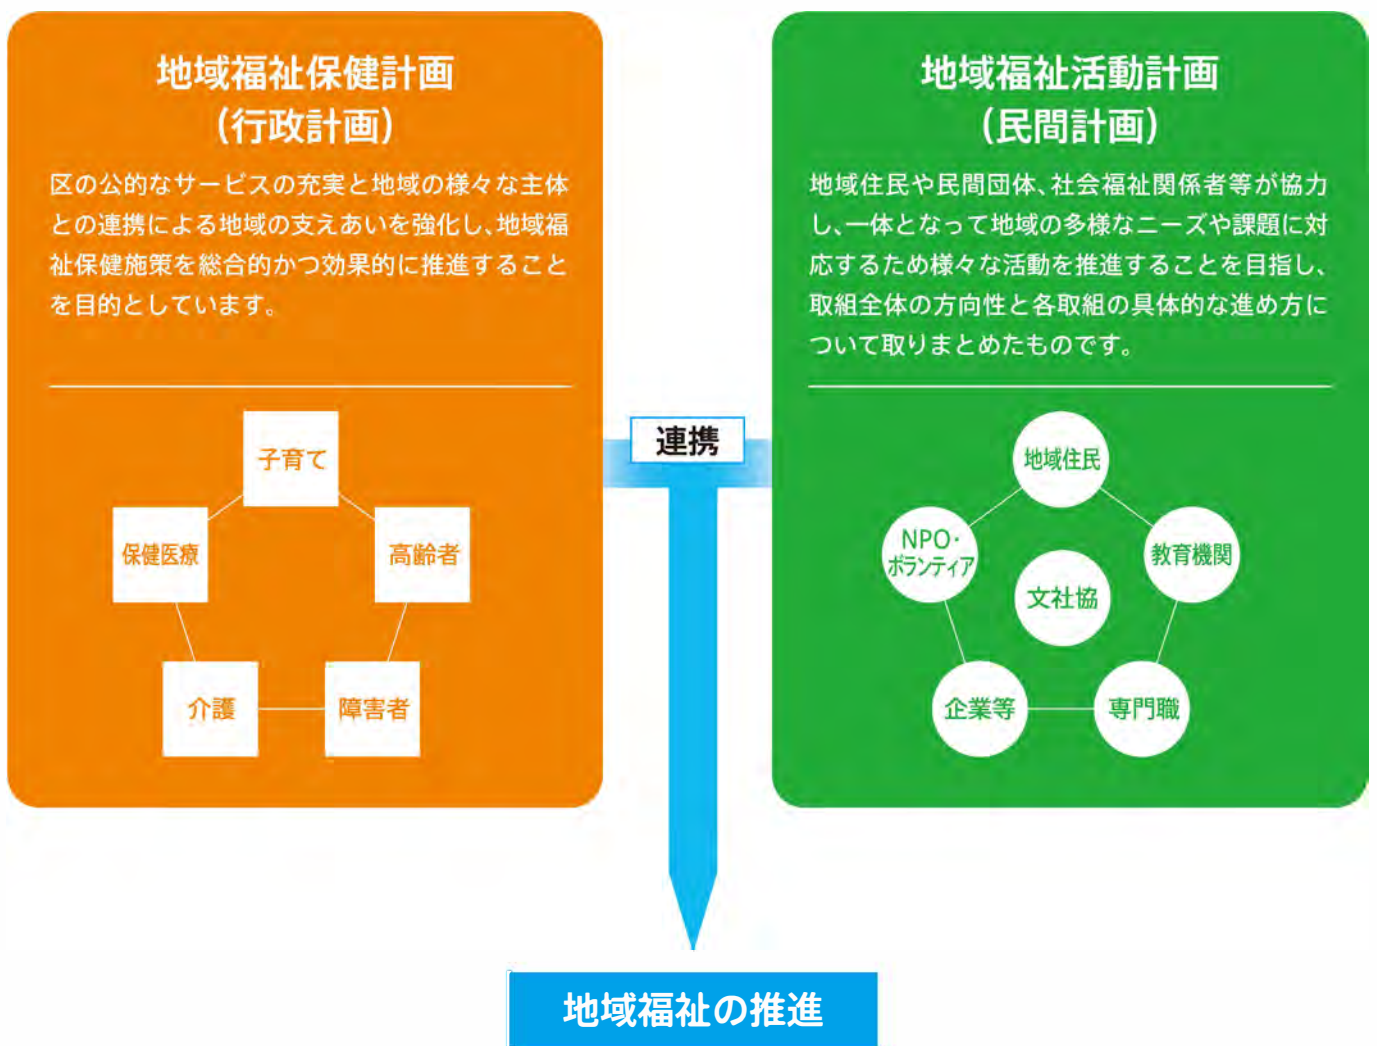 地域福祉保健計画
(行政計画)
区の公的なサービスの充実と地域の様々な主体
との連携による地域の支えあいを強化し、地域福
祉保健施策を総合的かつ効果的に推進すること
を目的としています。
子育て
保健医療
高齢者
介護
障害者
連携
地域福祉活動計画
(民間計画)
地域住民や民間団体、社会福祉関係者等が協力
し、一体となって地域の多様なニーズや課題に対
応するため様々な活動を推進することを目指し、
取組全体の方向性と各取組の具体的な進め方に
ついて取りまとめたものです。
地域住民
NPO・
ボランティア
教育機関
文社協
企業等
専門職
地域福祉の推進